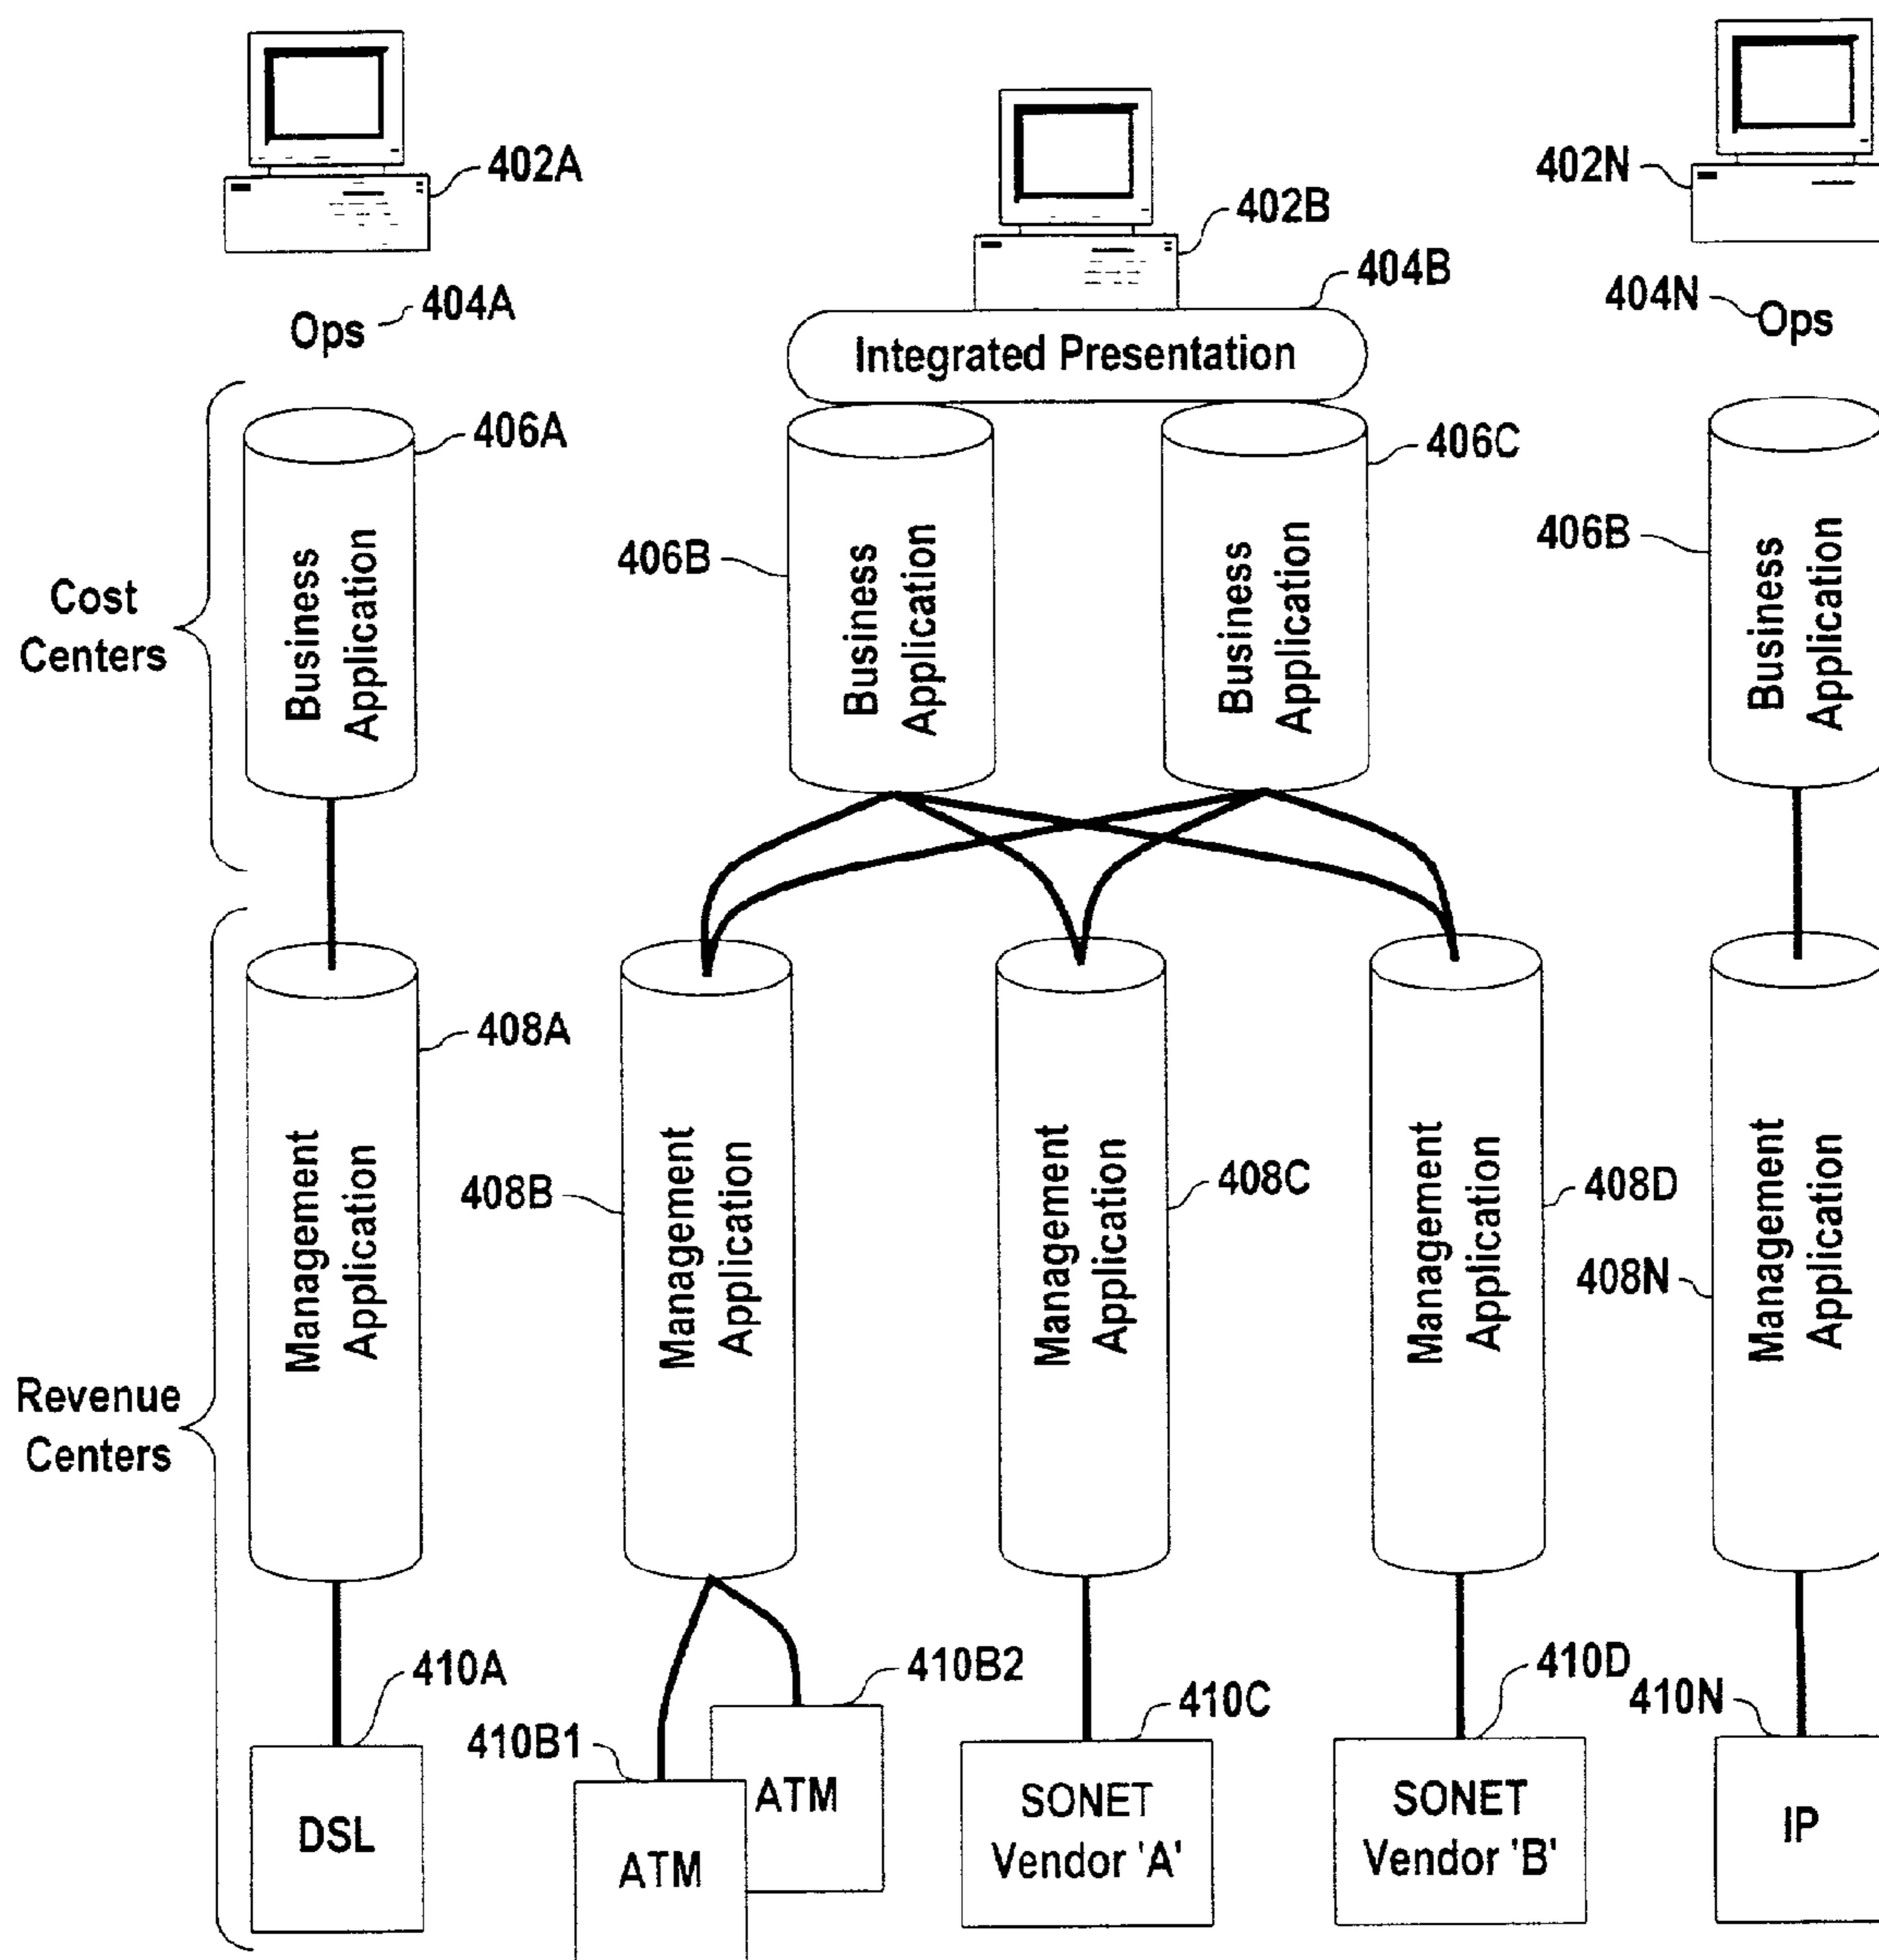 402A
402B
402N
Ops
404A
404B
404N
Ops
Integrated Presentation
Cost
Centers
406A
Business
Application
406B
Business
Application
406C
Business
Application
406B
Business
Application
Revenue
Centers
408A
Management
Application
408B
Management
Application
408C
Management
Application
408D
Management
Application
408N
Management
Application
410A
DSL
410B1
ATM
410B2
ATM
410C
SONET
Vendor 'A'
410D
SONET
Vendor 'B'
410N
IP